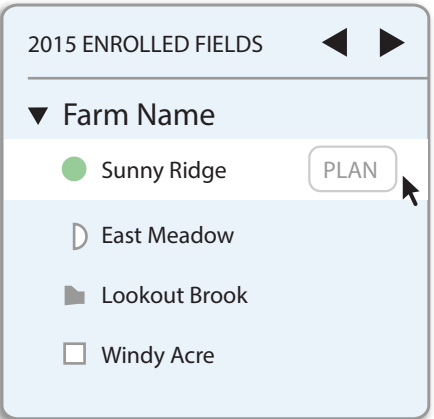 2015 ENROLLED FIELDS
Farm Name
Sunny Ridge PLAN
East Meadow
Lookout Brook
Windy Acre